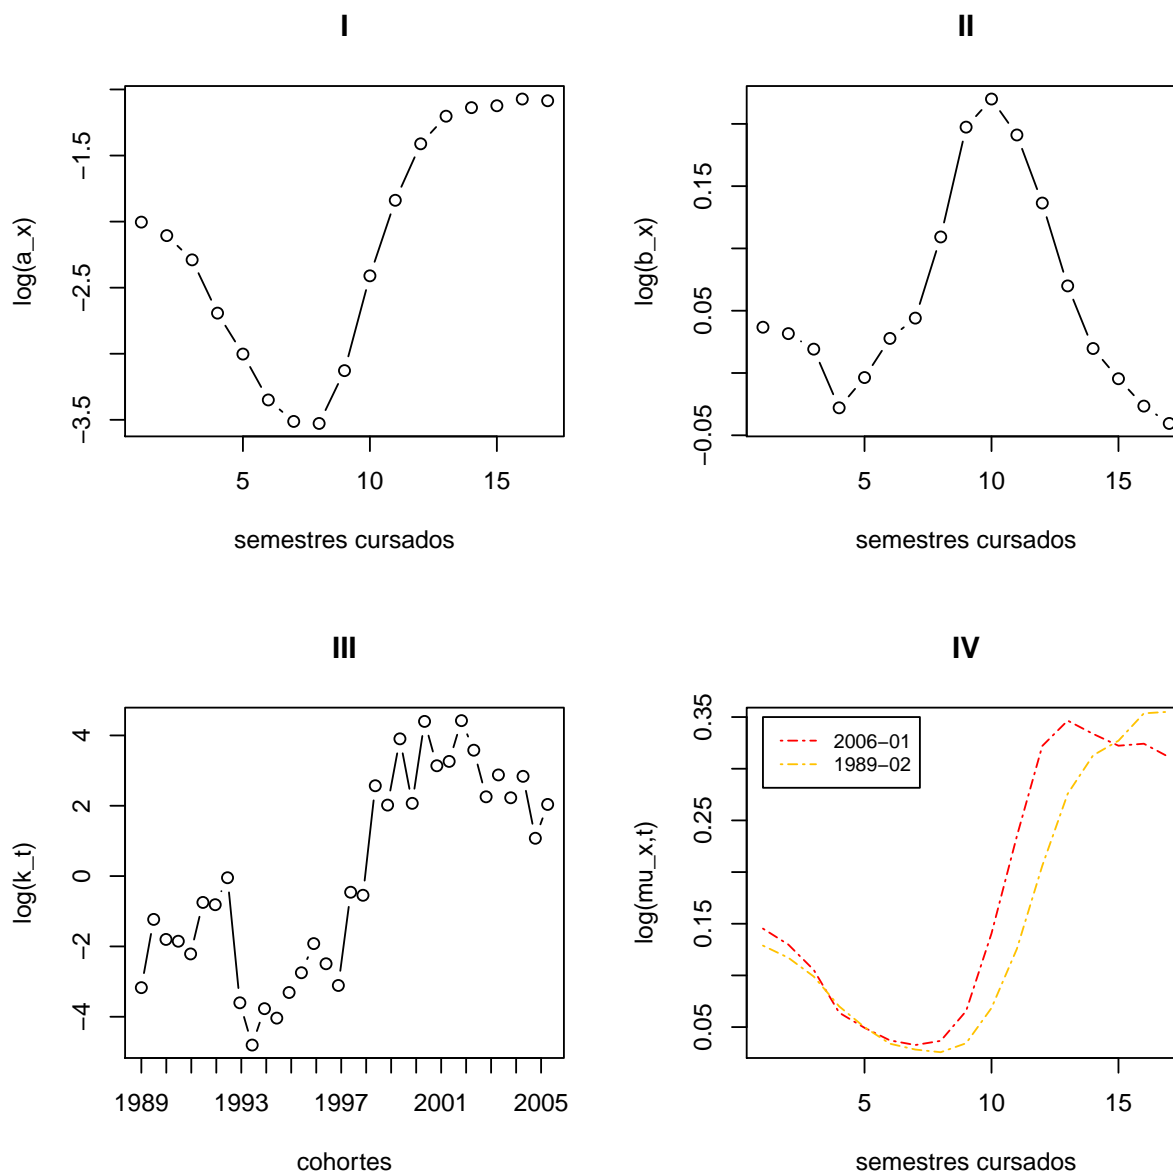 I
log(a_x)
−1.5
−2.5
−3.5
5
10
15
semestres cursados
II
log(b_x)
0.15
0.05
−0.05
5
10
15
semestres cursados
III
log(k_t)
4
2
0
−2
−4
1989
1993
1997
2001
2005
cohortes
IV
log(mu_x,t)
0.35
0.25
0.15
0.05
2006−01
1989−02
5
10
15
semestres cursados